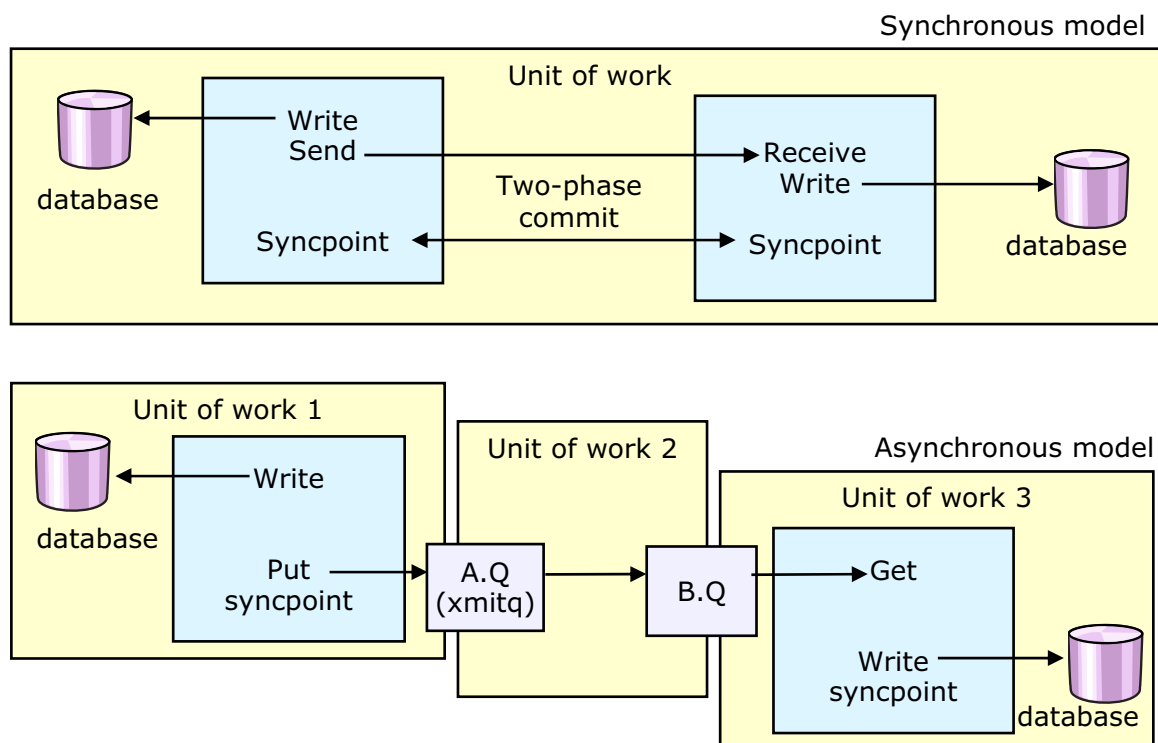 Synchronous model
Unit of work
Write
Send
database
Two-phase
commit
Receive
Write
Syncpoint
Syncpoint
database
Unit of work 1
Unit of work 2
Asynchronous model
Unit of work 3
Write
database
Put
syncpoint
A.Q
(xmitq)
B.Q
Get
Write
syncpoint
database